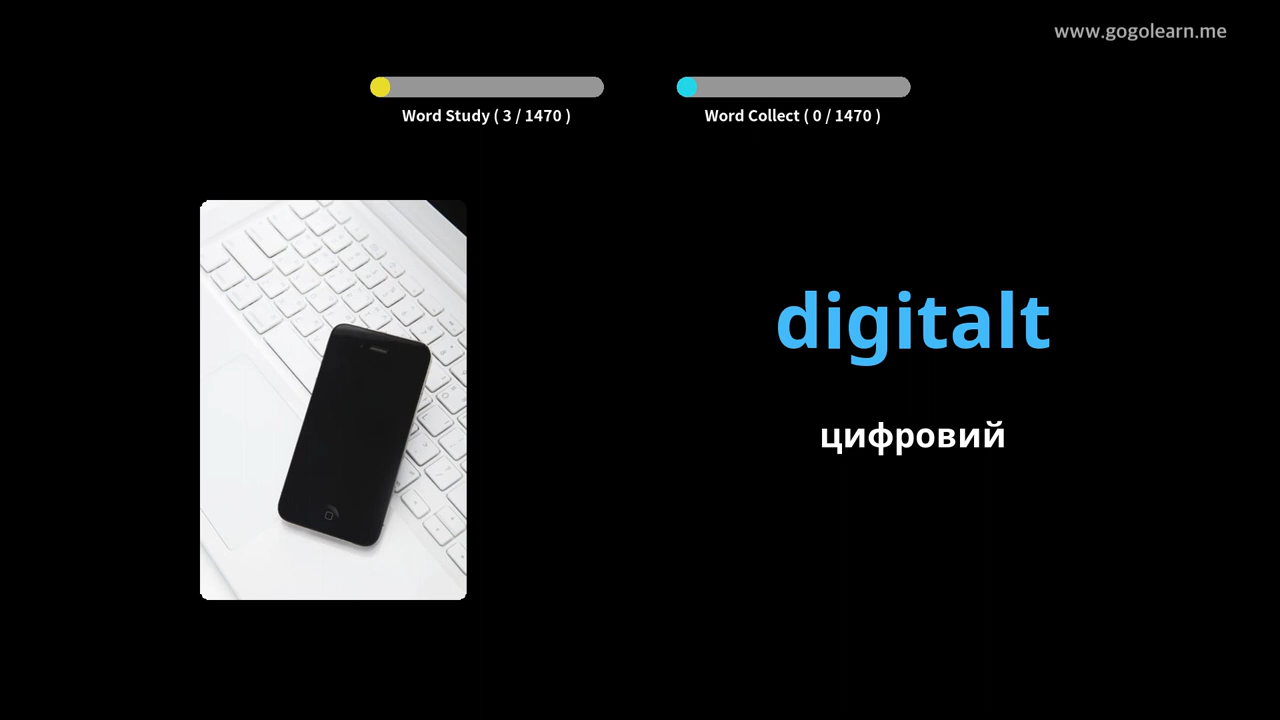 www.gogolearn.me
Word Study ( 3 / 1470 )
Word Collect ( 0 / 1470 )
digitalt
цифровий